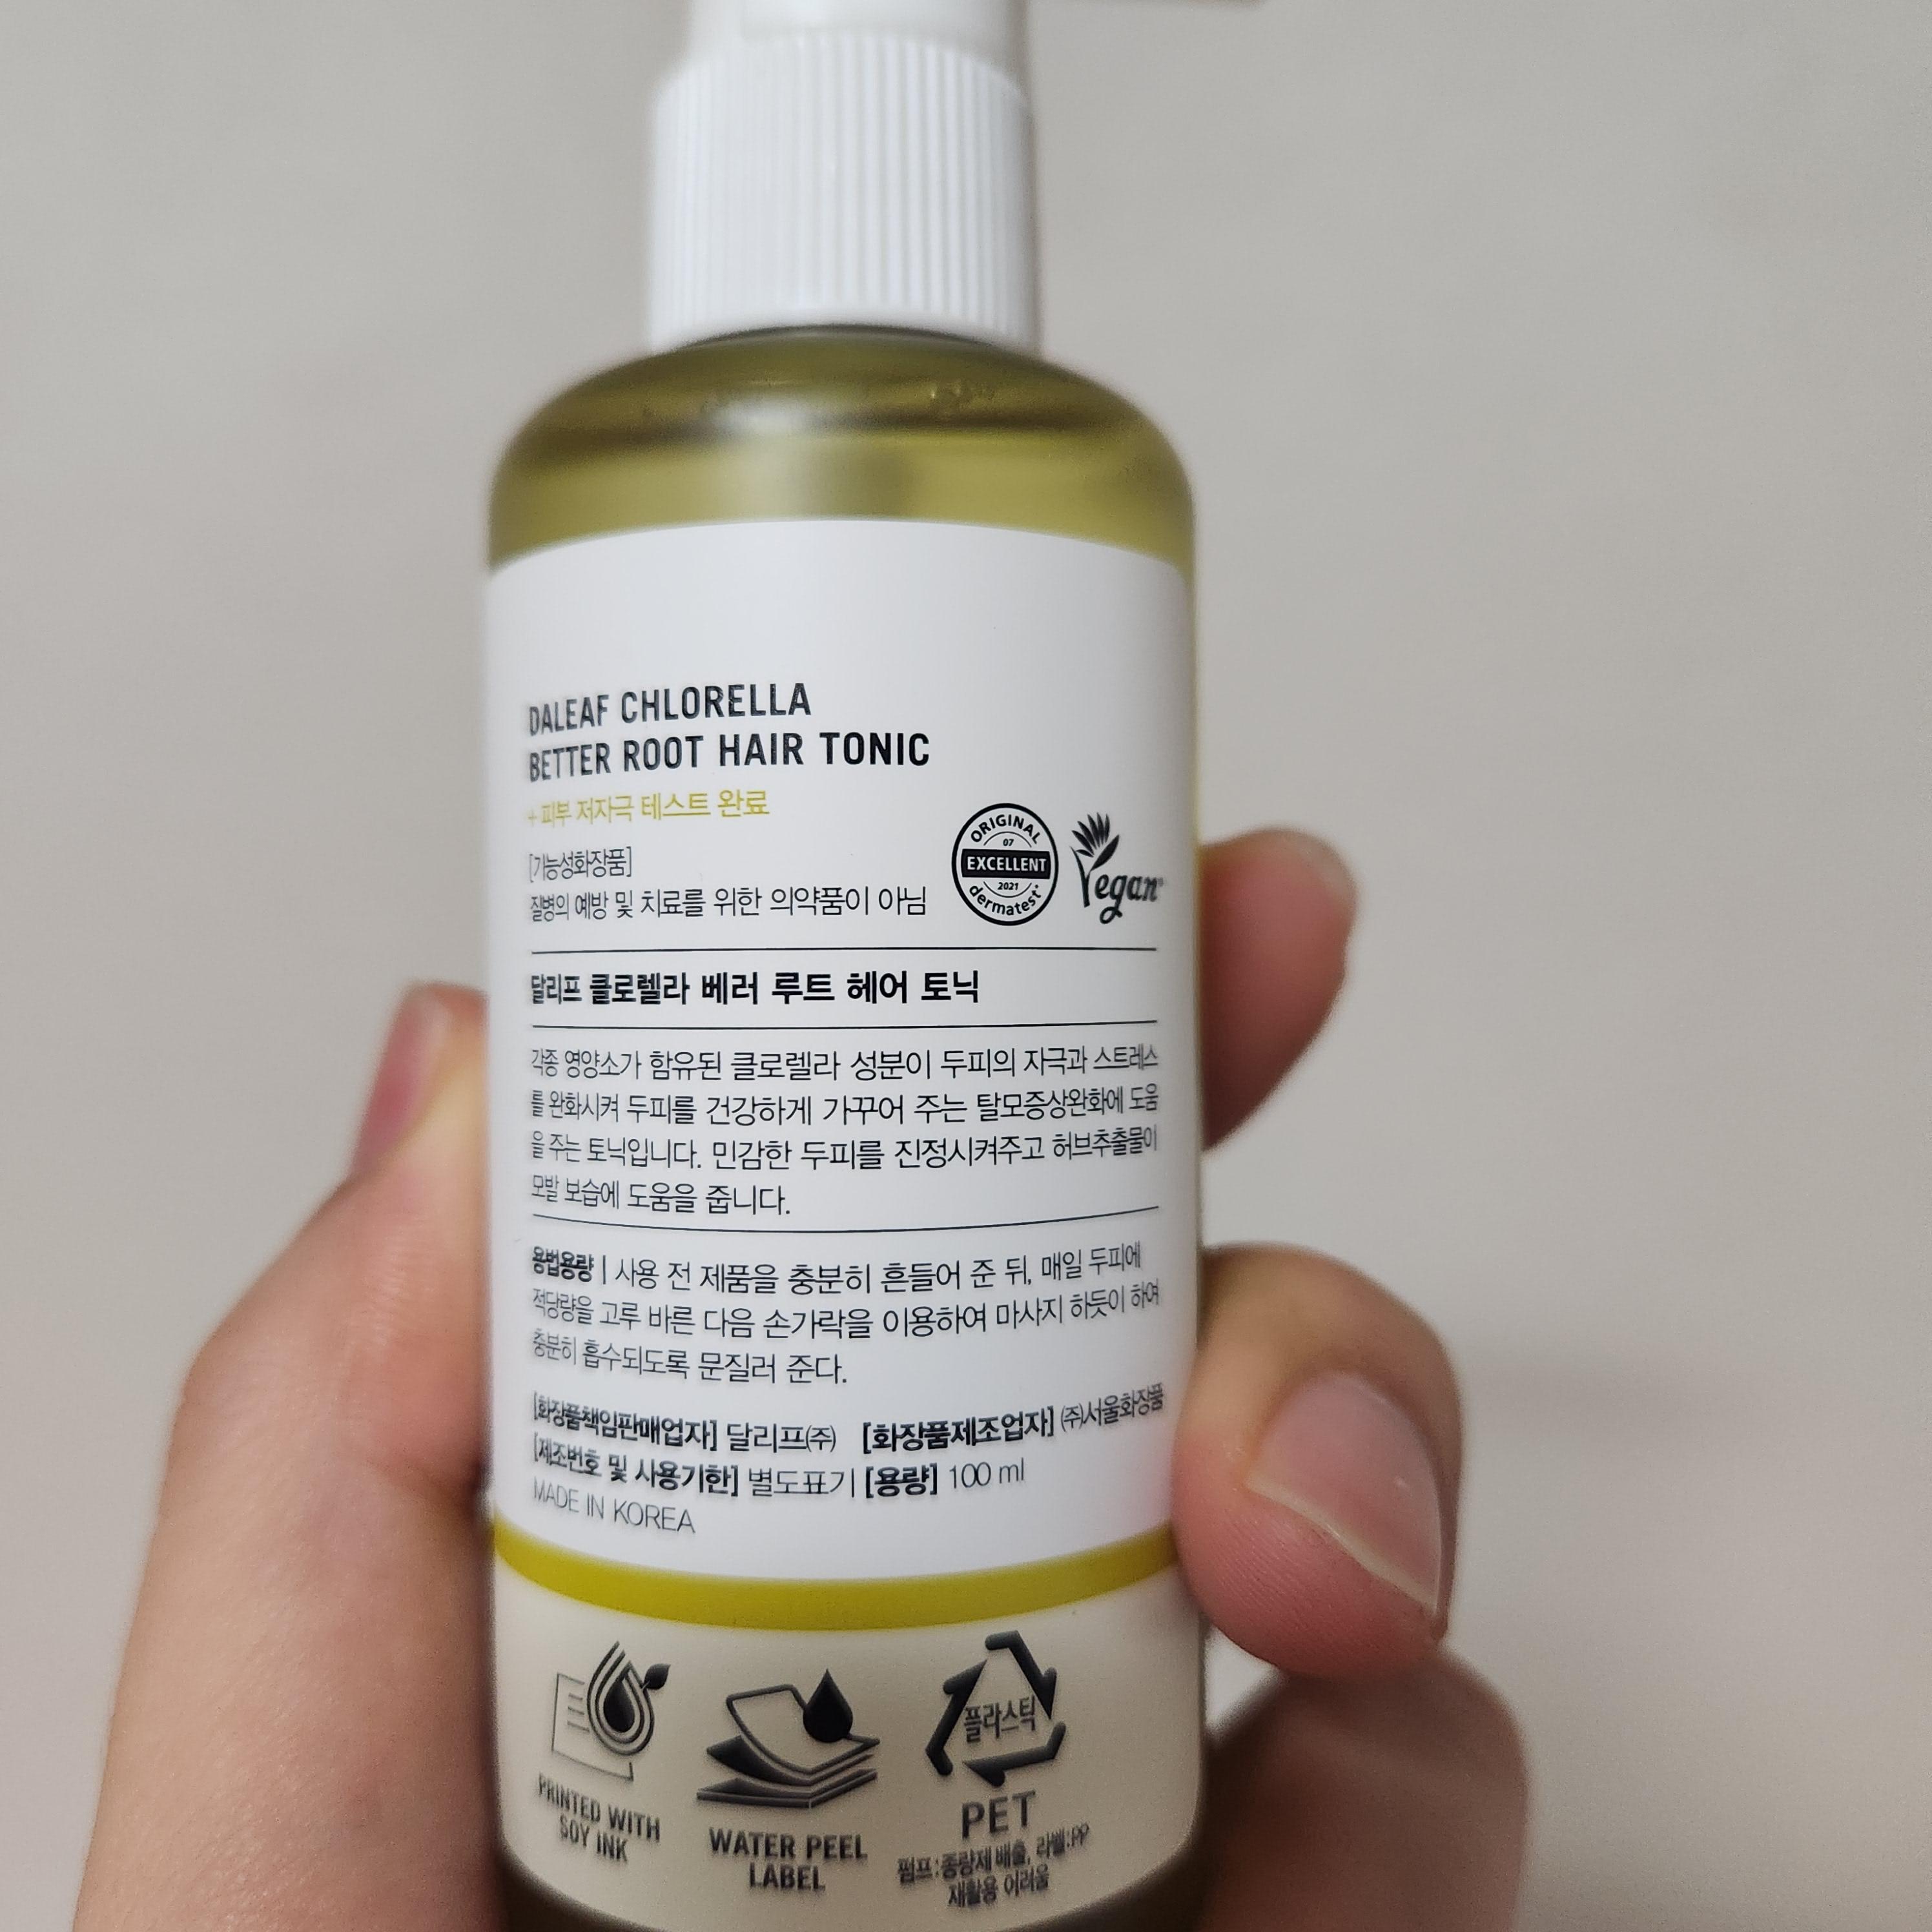 DALEAF CHLORELLA
BETTER ROOT HAIR TONIC
+ 피부 저자극 테스트 완료
[기능성화장품]
질병의 예방 및 치료를 위한 의약품이 아님
ORIGINAL
07
EXCELLENT
2021
dermatest®
Vegan®
달리프 클로렐라 베러 루트 헤어 토닉
각종 영양소가 함유된 클로렐라 성분이 두피의 자극과 스트레스
를 완화시켜 두피를 건강하게 가꾸어 주는 탈모증상완화에 도움
을 주는 토닉입니다. 민감한 두피를 진정시켜주고 허브추출물이
모발 보습에 도움을 줍니다.
용법용량 | 사용 전 제품을 충분히 흔들어 준 뒤, 매일 두피에
적당량을 고루 바른 다음 손가락을 이용하여 마사지 하듯이 하여
충분히 흡수되도록 문질러 준다.
[화장품책임판매업자] 달리프㈜ [화장품제조업자] ㈜서울화장품
[제조번호 및 사용기한] 별도표기 [용량] 100 ml
MADE IN KOREA
PRINTED WITH
SOY INK
WATER PEEL
LABEL
플라스틱
PET
펌프:종량제 배출, 라벨:PP
재활용 어려움